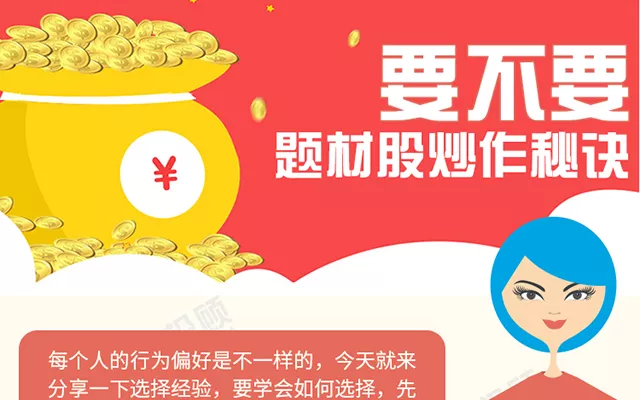 要不要
题材股炒作秘诀
¥
每个人的行为偏好是不一样的，今天就来
分享一下选择经验，要学会如何选择，先